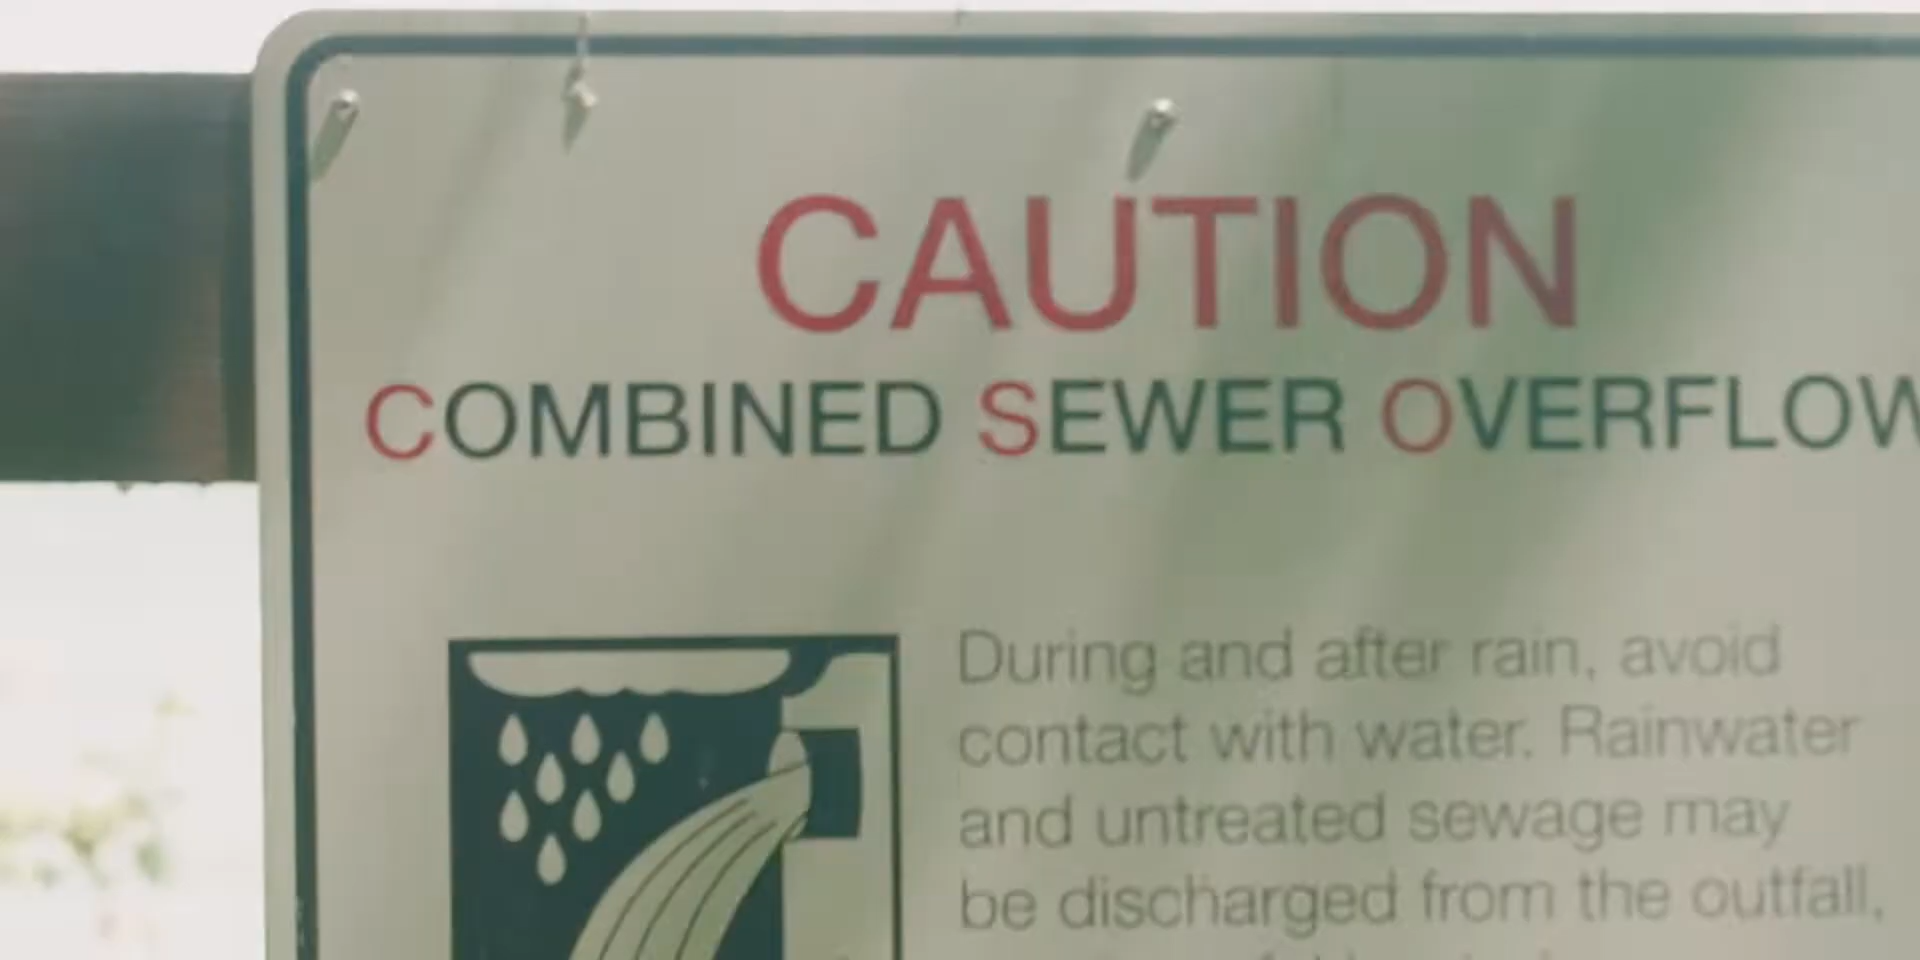 CAUTION
COMBINED SEWER OVERFLOW
During and after rain, avoid
contact with water. Rainwater
and untreated sewage may
be discharged from the outfall,